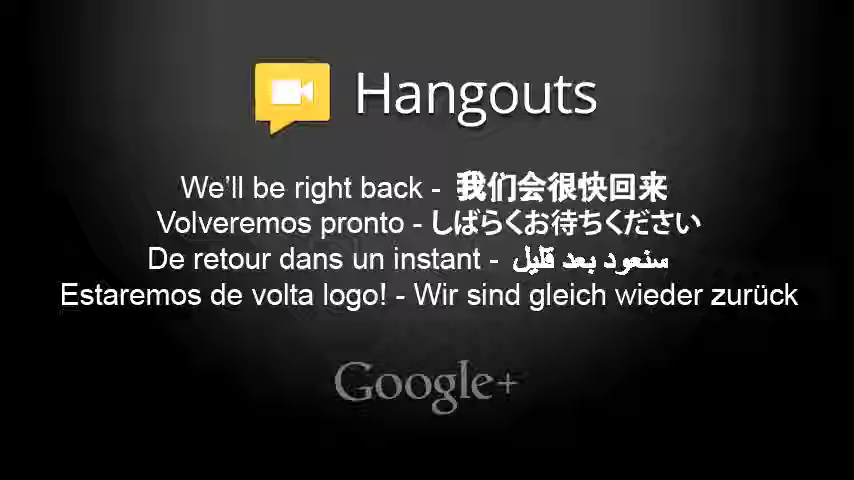 Hangouts
We'll be right back - 我们会很快回来
Volveremos pronto - しばらくお待ちください
De retour dans un instant - سنعود بعد قليل
Estaremos de volta logo! - Wir sind gleich wieder zurück
Google+